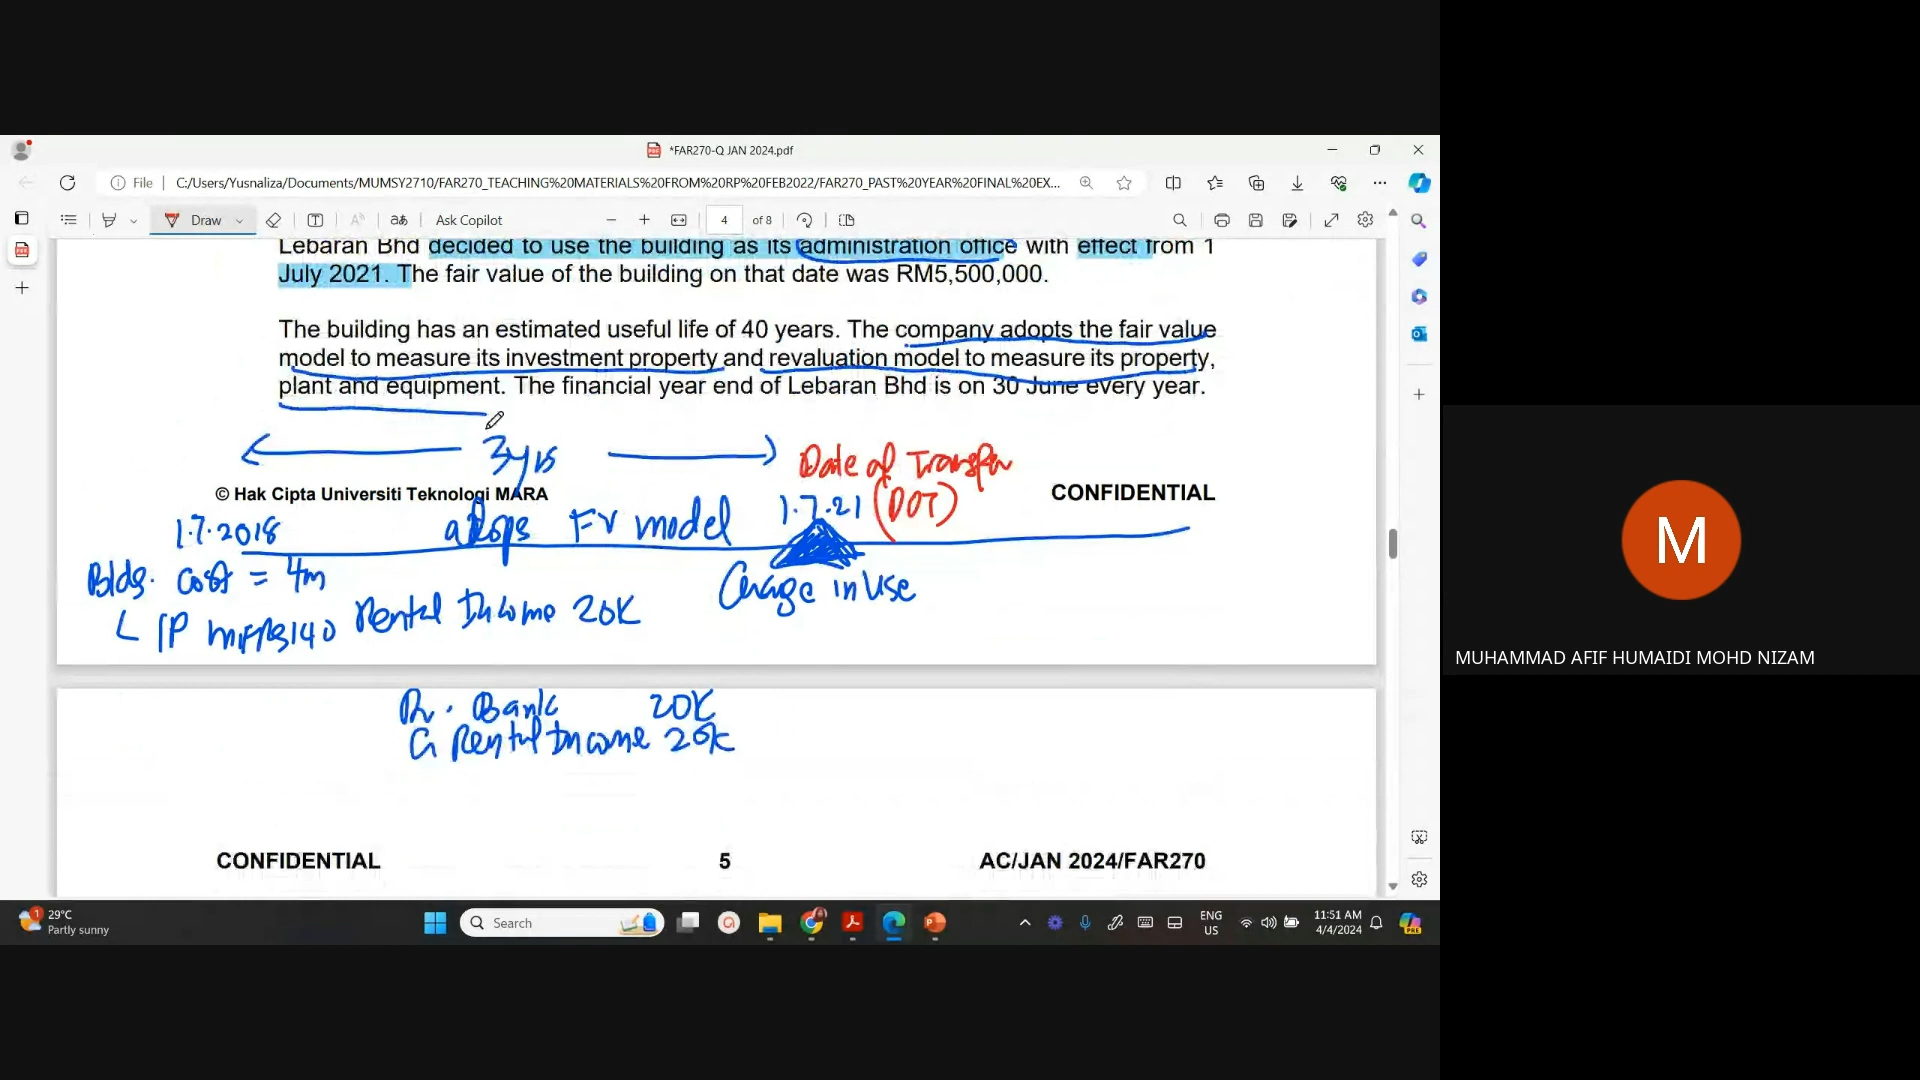 *FAR270-Q JAN 2024.pdf
File | C:/Users/Yusnaliza/Documents/MUMSY2710/FAR270_TEACHING%20MATERIALS%20FROM%20RP%20FEB2022/FAR270_PAST%20YEAR%20FINAL%20EX...
Draw
Ask Copilot
4 of 8
Lebaran Bhd decided to use the building as its administration office with effect from 1
July 2021. The fair value of the building on that date was RM5,500,000.
The building has an estimated useful life of 40 years. The company adopts the fair value
model to measure its investment property and revaluation model to measure its property,
plant and equipment. The financial year end of Lebaran Bhd is on 30 June every year.
3yrs
Date of Transfer
© Hak Cipta Universiti Teknologi MARA
CONFIDENTIAL
1.7.2018
adops FV model
1.7.21
(DOT)
Bldg. cost = 4m
Change in Use
IP MFRS140
Rental Income 20K
Dr. Bank 20K
Cr Rental Income 20k
CONFIDENTIAL 5 AC/JAN 2024/FAR270
M
MUHAMMAD AFIF HUMAIDI MOHD NIZAM
1
29°C
Partly sunny
Search
ENG
US
11:51 AM
4/4/2024